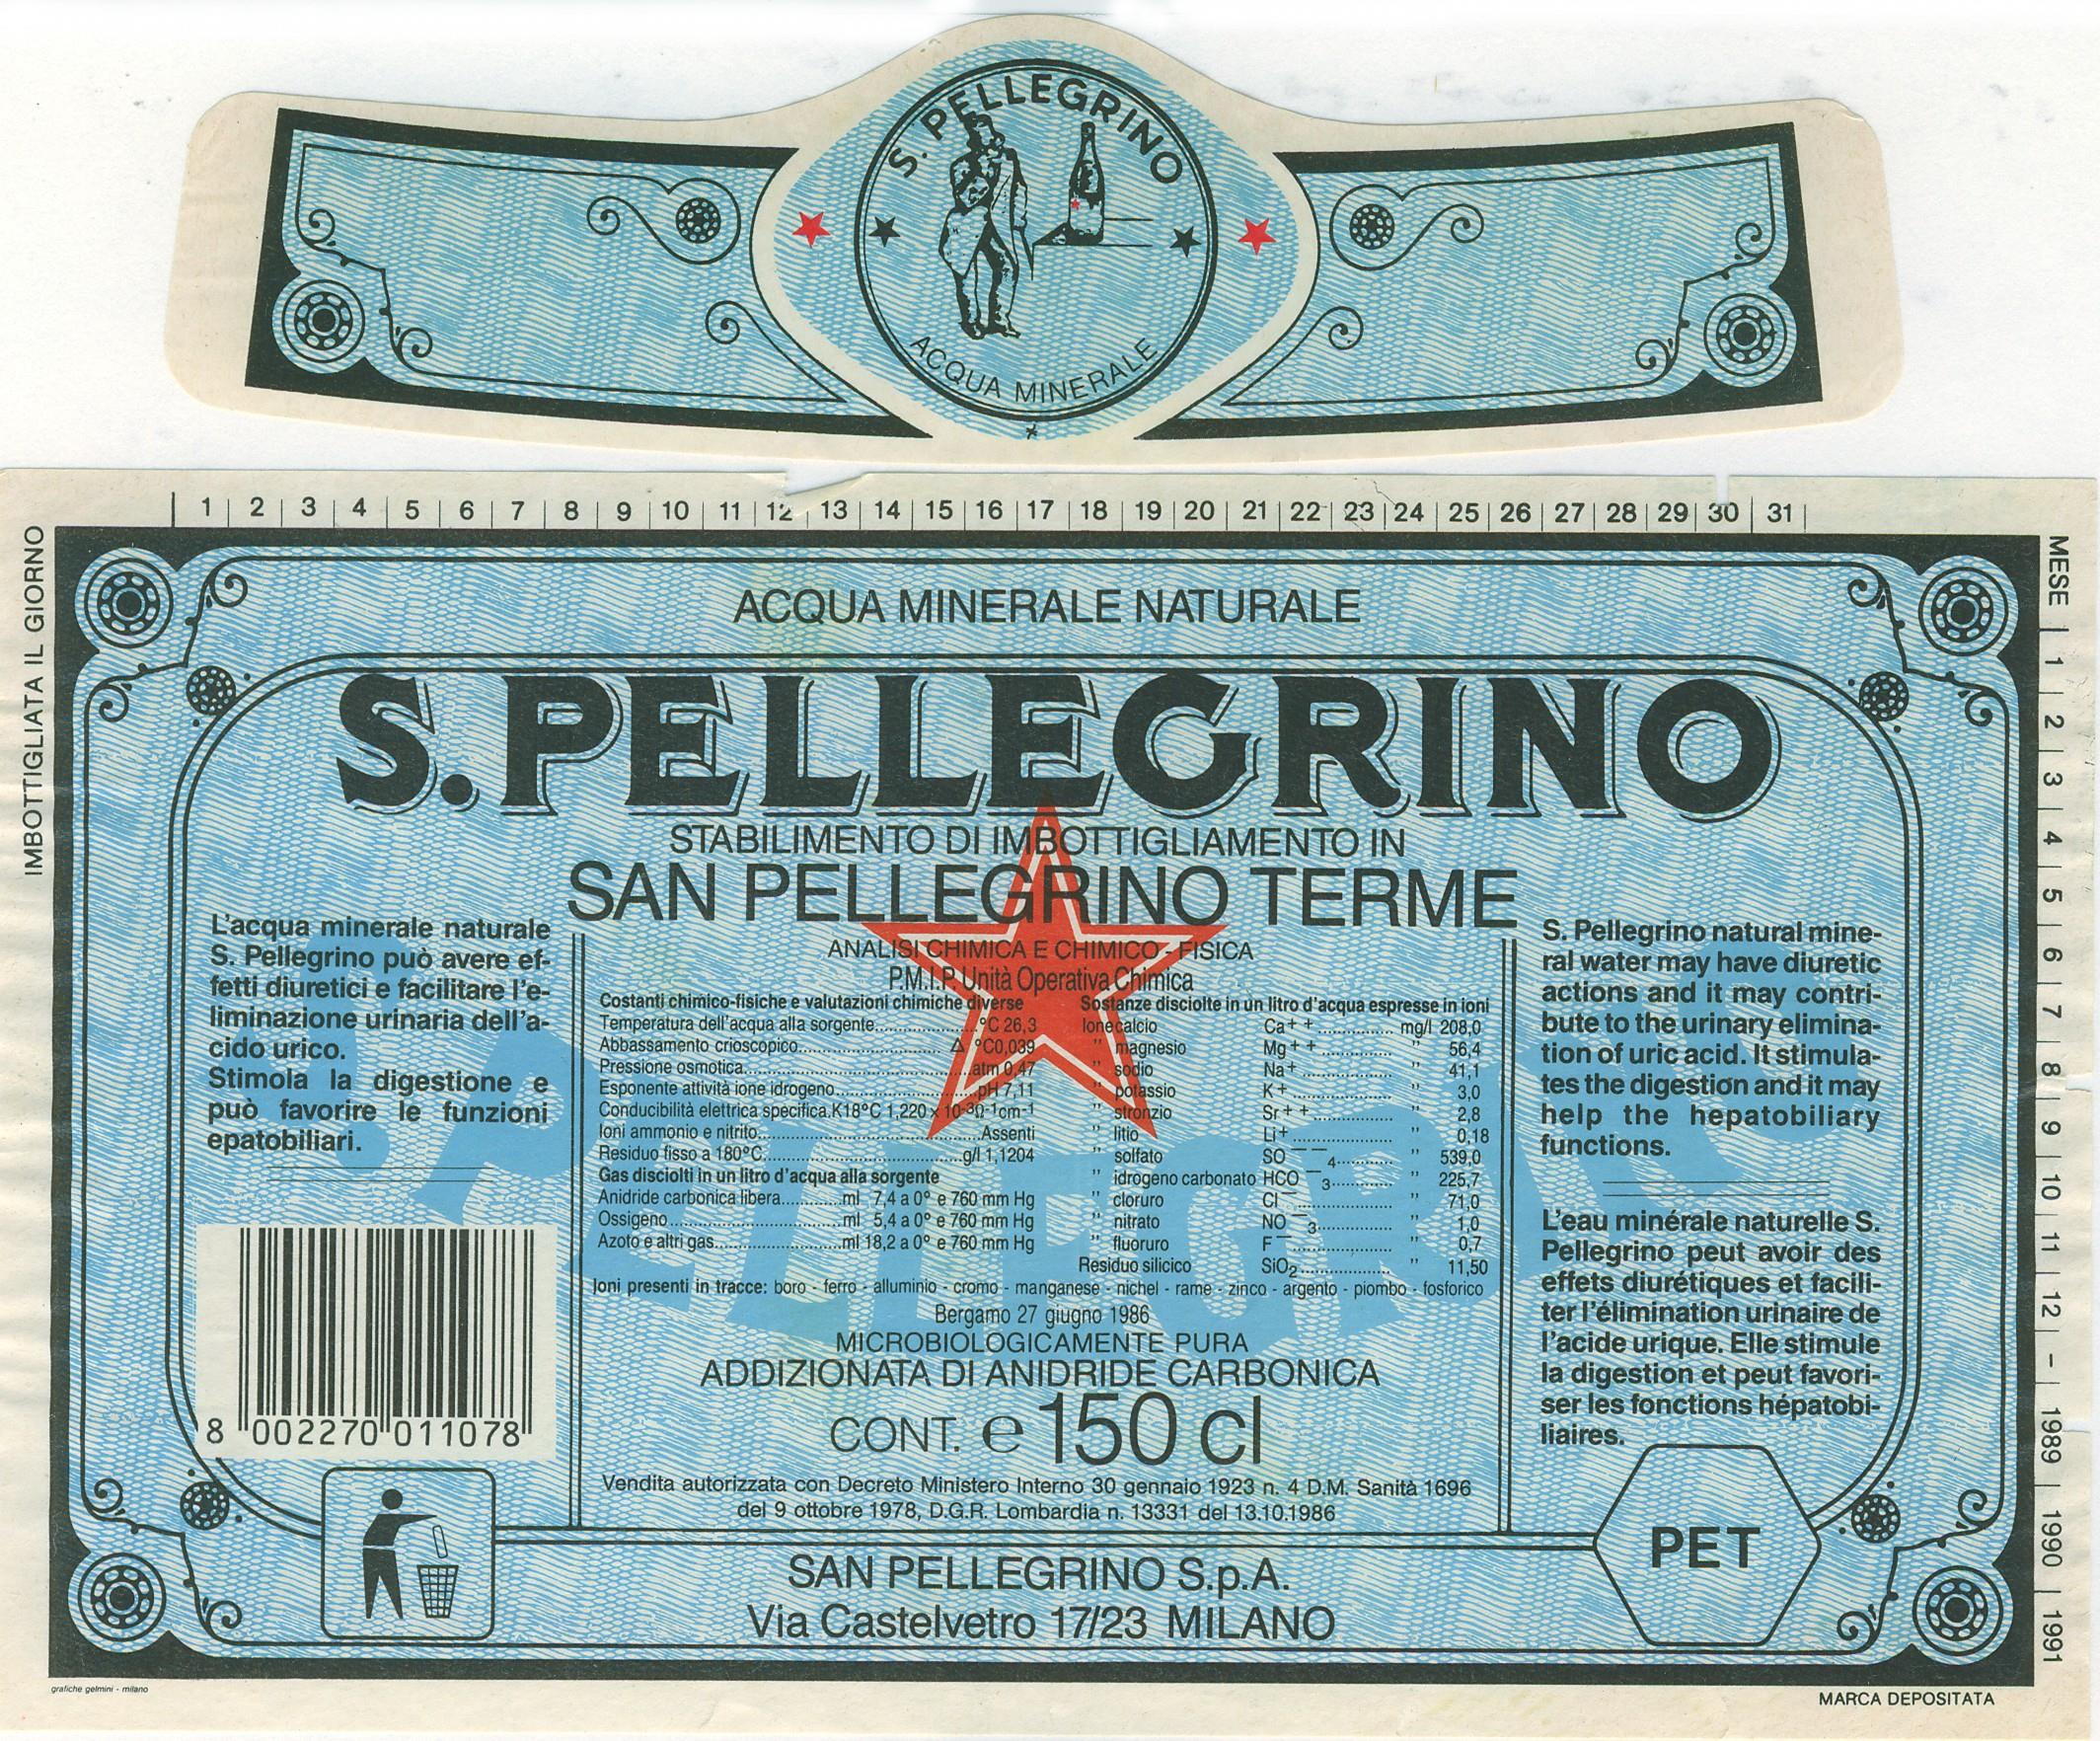 S. PELLEGRINO
ACQUA MINERALE
1 2 3 4 5 6 7 8 9 10 11 12 13 14 15 16 17 18 19 20 21 22 23 24 25 26 27 28 29 30 31
IMBOTTIGLIATA IL GIORNO
MESE 1 2 3 4 5 6 7 8 9 10 11 12 - 1989 1990 1991
ACQUA MINERALE NATURALE
S.PELLEGRINO
STABILIMENTO DI IMBOTTIGLIAMENTO IN
SAN PELLEGRINO TERME
L'acqua minerale naturale
S. Pellegrino può avere ef-
fetti diuretici e facilitare l'e-
liminazione urinaria dell'a-
cido urico.
Stimola la digestione e
può favorire le funzioni
epatobiliari.
8 002270 011078
ANALISI CHIMICA E CHIMICO-FISICA
P.M.I.P. Unità Operativa Chimica
Costanti chimico-fisiche e valutazioni chimiche diverse
Temperatura dell'acqua alla sorgente....................°C 26,3
Abbassamento crioscopico.......................... Δ °C0,039
Pressione osmotica..........................................atm 0,47
Esponente attività ione idrogeno..........................pH 7,11
Conducibilità elettrica specifica.K18°C 1,220 x 10-3Ω-1cm-1
Ioni ammonio e nitrito.........................................Assenti
Residuo fisso a 180°C....................................g/l 1,1204
Gas disciolti in un litro d'acqua alla sorgente
Anidride carbonica libera............ml 7,4 a 0° e 760 mm Hg
Ossigeno...................................ml 5,4 a 0° e 760 mm Hg
Azoto e altri gas.........................ml 18,2 a 0° e 760 mm Hg
Sostanze disciolte in un litro d'acqua espresse in ioni
Ione calcio Ca++ ............... mg/l 208,0
" magnesio Mg++ .............. " 56,4
" sodio Na+ .................. " 41,1
" potassio K+ .................... " 3,0
" stronzio Sr++ ................ " 2,8
" litio Li+ .................... " 0,18
" solfato SO--4............ " 539,0
" idrogeno carbonato HCO-3............. " 225,7
" cloruro Cl- ................... " 71,0
" nitrato NO-3............... " 1,0
" fluoruro F- .................... " 0,7
Residuo silicico SiO2.................. " 11,50
Joni presenti in tracce: boro - ferro - alluminio - cromo - manganese - nichel - rame - zinco - argento - piombo - fosforico
Bergamo 27 giugno 1986
MICROBIOLOGICAMENTE PURA
ADDIZIONATA DI ANIDRIDE CARBONICA
CONT. e 150 cl
Vendita autorizzata con Decreto Ministero Interno 30 gennaio 1923 n. 4 D.M. Sanità 1696
del 9 ottobre 1978, D.G.R. Lombardia n. 13331 del 13.10.1986
S. Pellegrino natural mine-
ral water may have diuretic
actions and it may contri-
bute to the urinary elimina-
tion of uric acid. It stimula-
tes the digestion and it may
help the hepatobiliary
functions.
L'eau minérale naturelle S.
Pellegrino peut avoir des
effets diurétiques et facili-
ter l'élimination urinaire de
l'acide urique. Elle stimule
la digestion et peut favori-
ser les fonctions hépatobi-
liaires.
PET
SAN PELLEGRINO S.p.A.
Via Castelvetro 17/23 MILANO
grafiche gelmini - milano
MARCA DEPOSITATA
S. PELLEGRINO